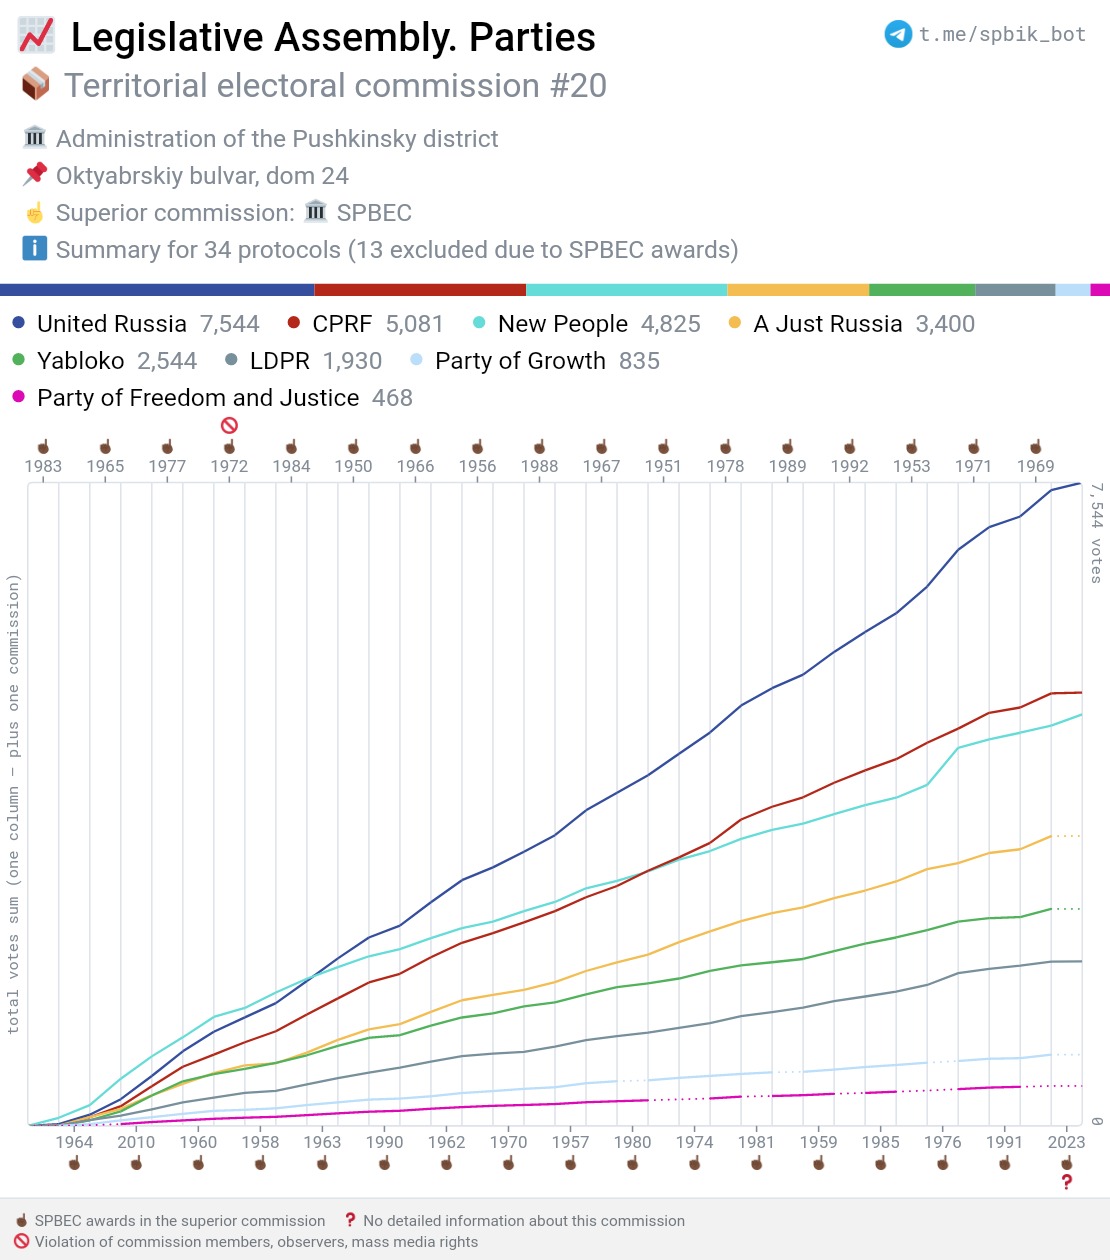 Legislative Assembly. Parties
t.me/spbik_bot
Territorial electoral commission #20
Administration of the Pushkinsky district
Oktyabrskiy bulvar, dom 24
Superior commission: SPBEC
Summary for 34 protocols (13 excluded due to SPBEC awards)
United Russia 7,544 CPRF 5,081 New People 4,825 A Just Russia 3,400
Yabloko 2,544 LDPR 1,930 Party of Growth 835
Party of Freedom and Justice 468
1983 1965 1977 1972 1984 1950 1966 1956 1988 1967 1951 1978 1989 1992 1953 1971 1969
7,544 votes
total votes sum (one column – plus one commission)
0
1964 2010 1960 1958 1963 1990 1962 1970 1957 1980 1974 1981 1959 1985 1976 1991 2023
SPBEC awards in the superior commission ? No detailed information about this commission
Violation of commission members, observers, mass media rights